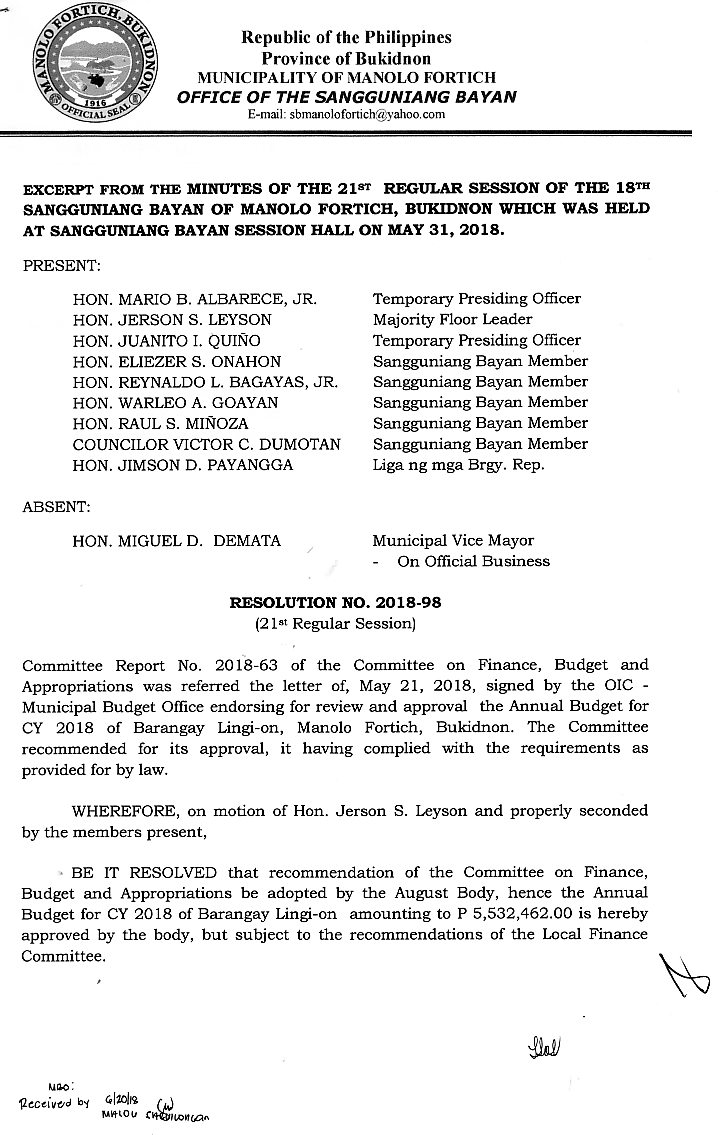 MANOLO FORTICH, BUKIDNON
1916
OFFICIAL SEAL
Republic of the Philippines
Province of Bukidnon
MUNICIPALITY OF MANOLO FORTICH
OFFICE OF THE SANGGUNIANG BAYAN
E-mail: sbmanolofortich@yahoo.com
EXCERPT FROM THE MINUTES OF THE 21ST REGULAR SESSION OF THE 18TH
SANGGUNIANG BAYAN OF MANOLO FORTICH, BUKIDNON WHICH WAS HELD
AT SANGGUNIANG BAYAN SESSION HALL ON MAY 31, 2018.
PRESENT:
HON. MARIO B. ALBARECE, JR. Temporary Presiding Officer
HON. JERSON S. LEYSON Majority Floor Leader
HON. JUANITO I. QUIÑO Temporary Presiding Officer
HON. ELIEZER S. ONAHON Sangguniang Bayan Member
HON. REYNALDO L. BAGAYAS, JR. Sangguniang Bayan Member
HON. WARLEO A. GOAYAN Sangguniang Bayan Member
HON. RAUL S. MIÑOZA Sangguniang Bayan Member
COUNCILOR VICTOR C. DUMOTAN Sangguniang Bayan Member
HON. JIMSON D. PAYANGGA Liga ng mga Brgy. Rep.
ABSENT:
HON. MIGUEL D. DEMATA Municipal Vice Mayor
- On Official Business
RESOLUTION NO. 2018-98
(21st Regular Session)
Committee Report No. 2018-63 of the Committee on Finance, Budget and
Appropriations was referred the letter of, May 21, 2018, signed by the OIC -
Municipal Budget Office endorsing for review and approval the Annual Budget for
CY 2018 of Barangay Lingi-on, Manolo Fortich, Bukidnon. The Committee
recommended for its approval, it having complied with the requirements as
provided for by law.
WHEREFORE, on motion of Hon. Jerson S. Leyson and properly seconded
by the members present,
BE IT RESOLVED that recommendation of the Committee on Finance,
Budget and Appropriations be adopted by the August Body, hence the Annual
Budget for CY 2018 of Barangay Lingi-on amounting to P 5,532,462.00 is hereby
approved by the body, but subject to the recommendations of the Local Finance
Committee.
Received by 6/20/18
MALOU